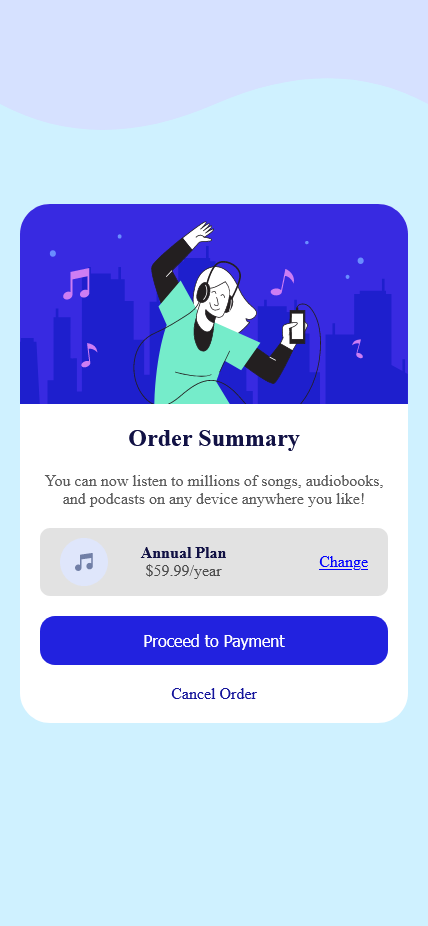 Order Summary
You can now listen to millions of songs, audiobooks,
and podcasts on any device anywhere you like!
Annual Plan
$59.99/year
Change
Proceed to Payment
Cancel Order